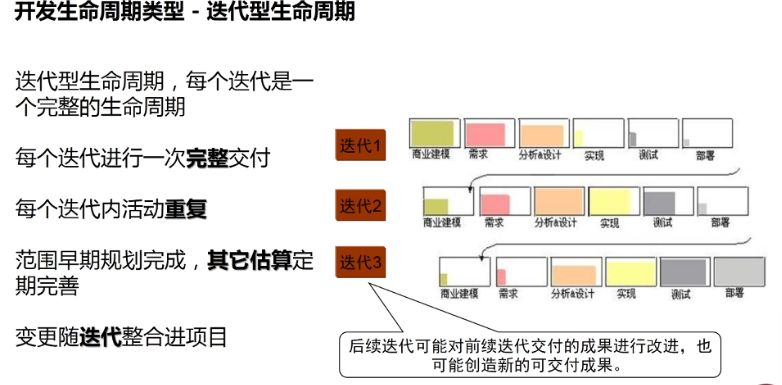 开发生命周期类型 - 迭代型生命周期
迭代型生命周期，每个迭代是一
个完整的生命周期
每个迭代进行一次完整交付
每个迭代内活动重复
范围早期规划完成，其它估算定
期完善
变更随迭代整合进项目
迭代1
商业建模 需求 分析&设计 实现 测试 部署
迭代2
商业建模 需求 分析&设计 实现 测试 部署
迭代3
商业建模 需求 分析&设计 实现 测试 部署
后续迭代可能对前续迭代交付的成果进行改进，也
可能创造新的可交付成果。